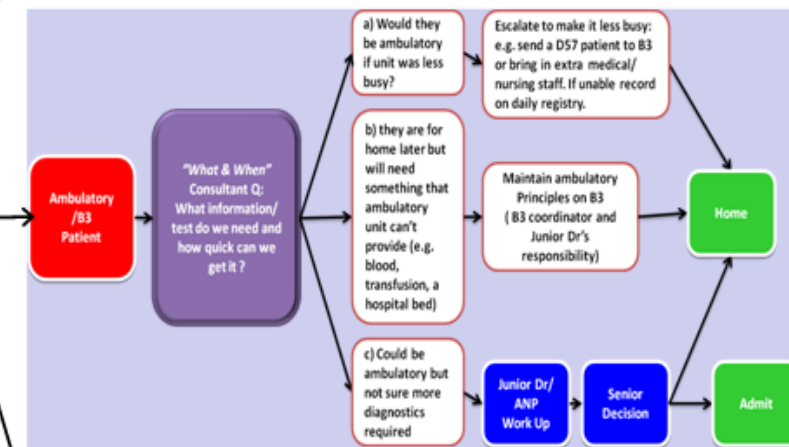 Ambulatory
/B3
Patient
"What & When"
Consultant Q:
What information/
test do we need and
how quick can we
get it ?
a) Would they
be ambulatory
if unit was less
busy?
Escalate to make it less busy:
e.g. send a D57 patient to B3
or bring in extra medical/
nursing staff. If unable record
on daily registry.
b) they are for
home later but
will need
something that
ambulatory
unit can't
provide (e.g.
blood,
transfusion, a
hospital bed)
Maintain ambulatory
Principles on B3
( B3 coordinator and
Junior Dr's
responsibility)
Home
c) Could be
ambulatory but
not sure more
diagnostics
required
Junior Dr/
ANP
Work Up
Senior
Decision
Admit